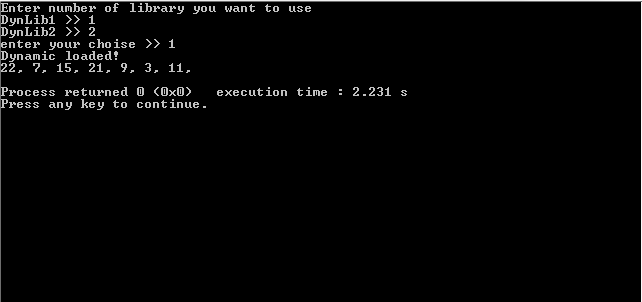 Enter number of library you want to use
DynLib1 >> 1
DynLib2 >> 2
enter your choise >> 1
Dynamic loaded!
22, 7, 15, 21, 9, 3, 11,
Process returned 0 (0x0)   execution time : 2.231 s
Press any key to continue.